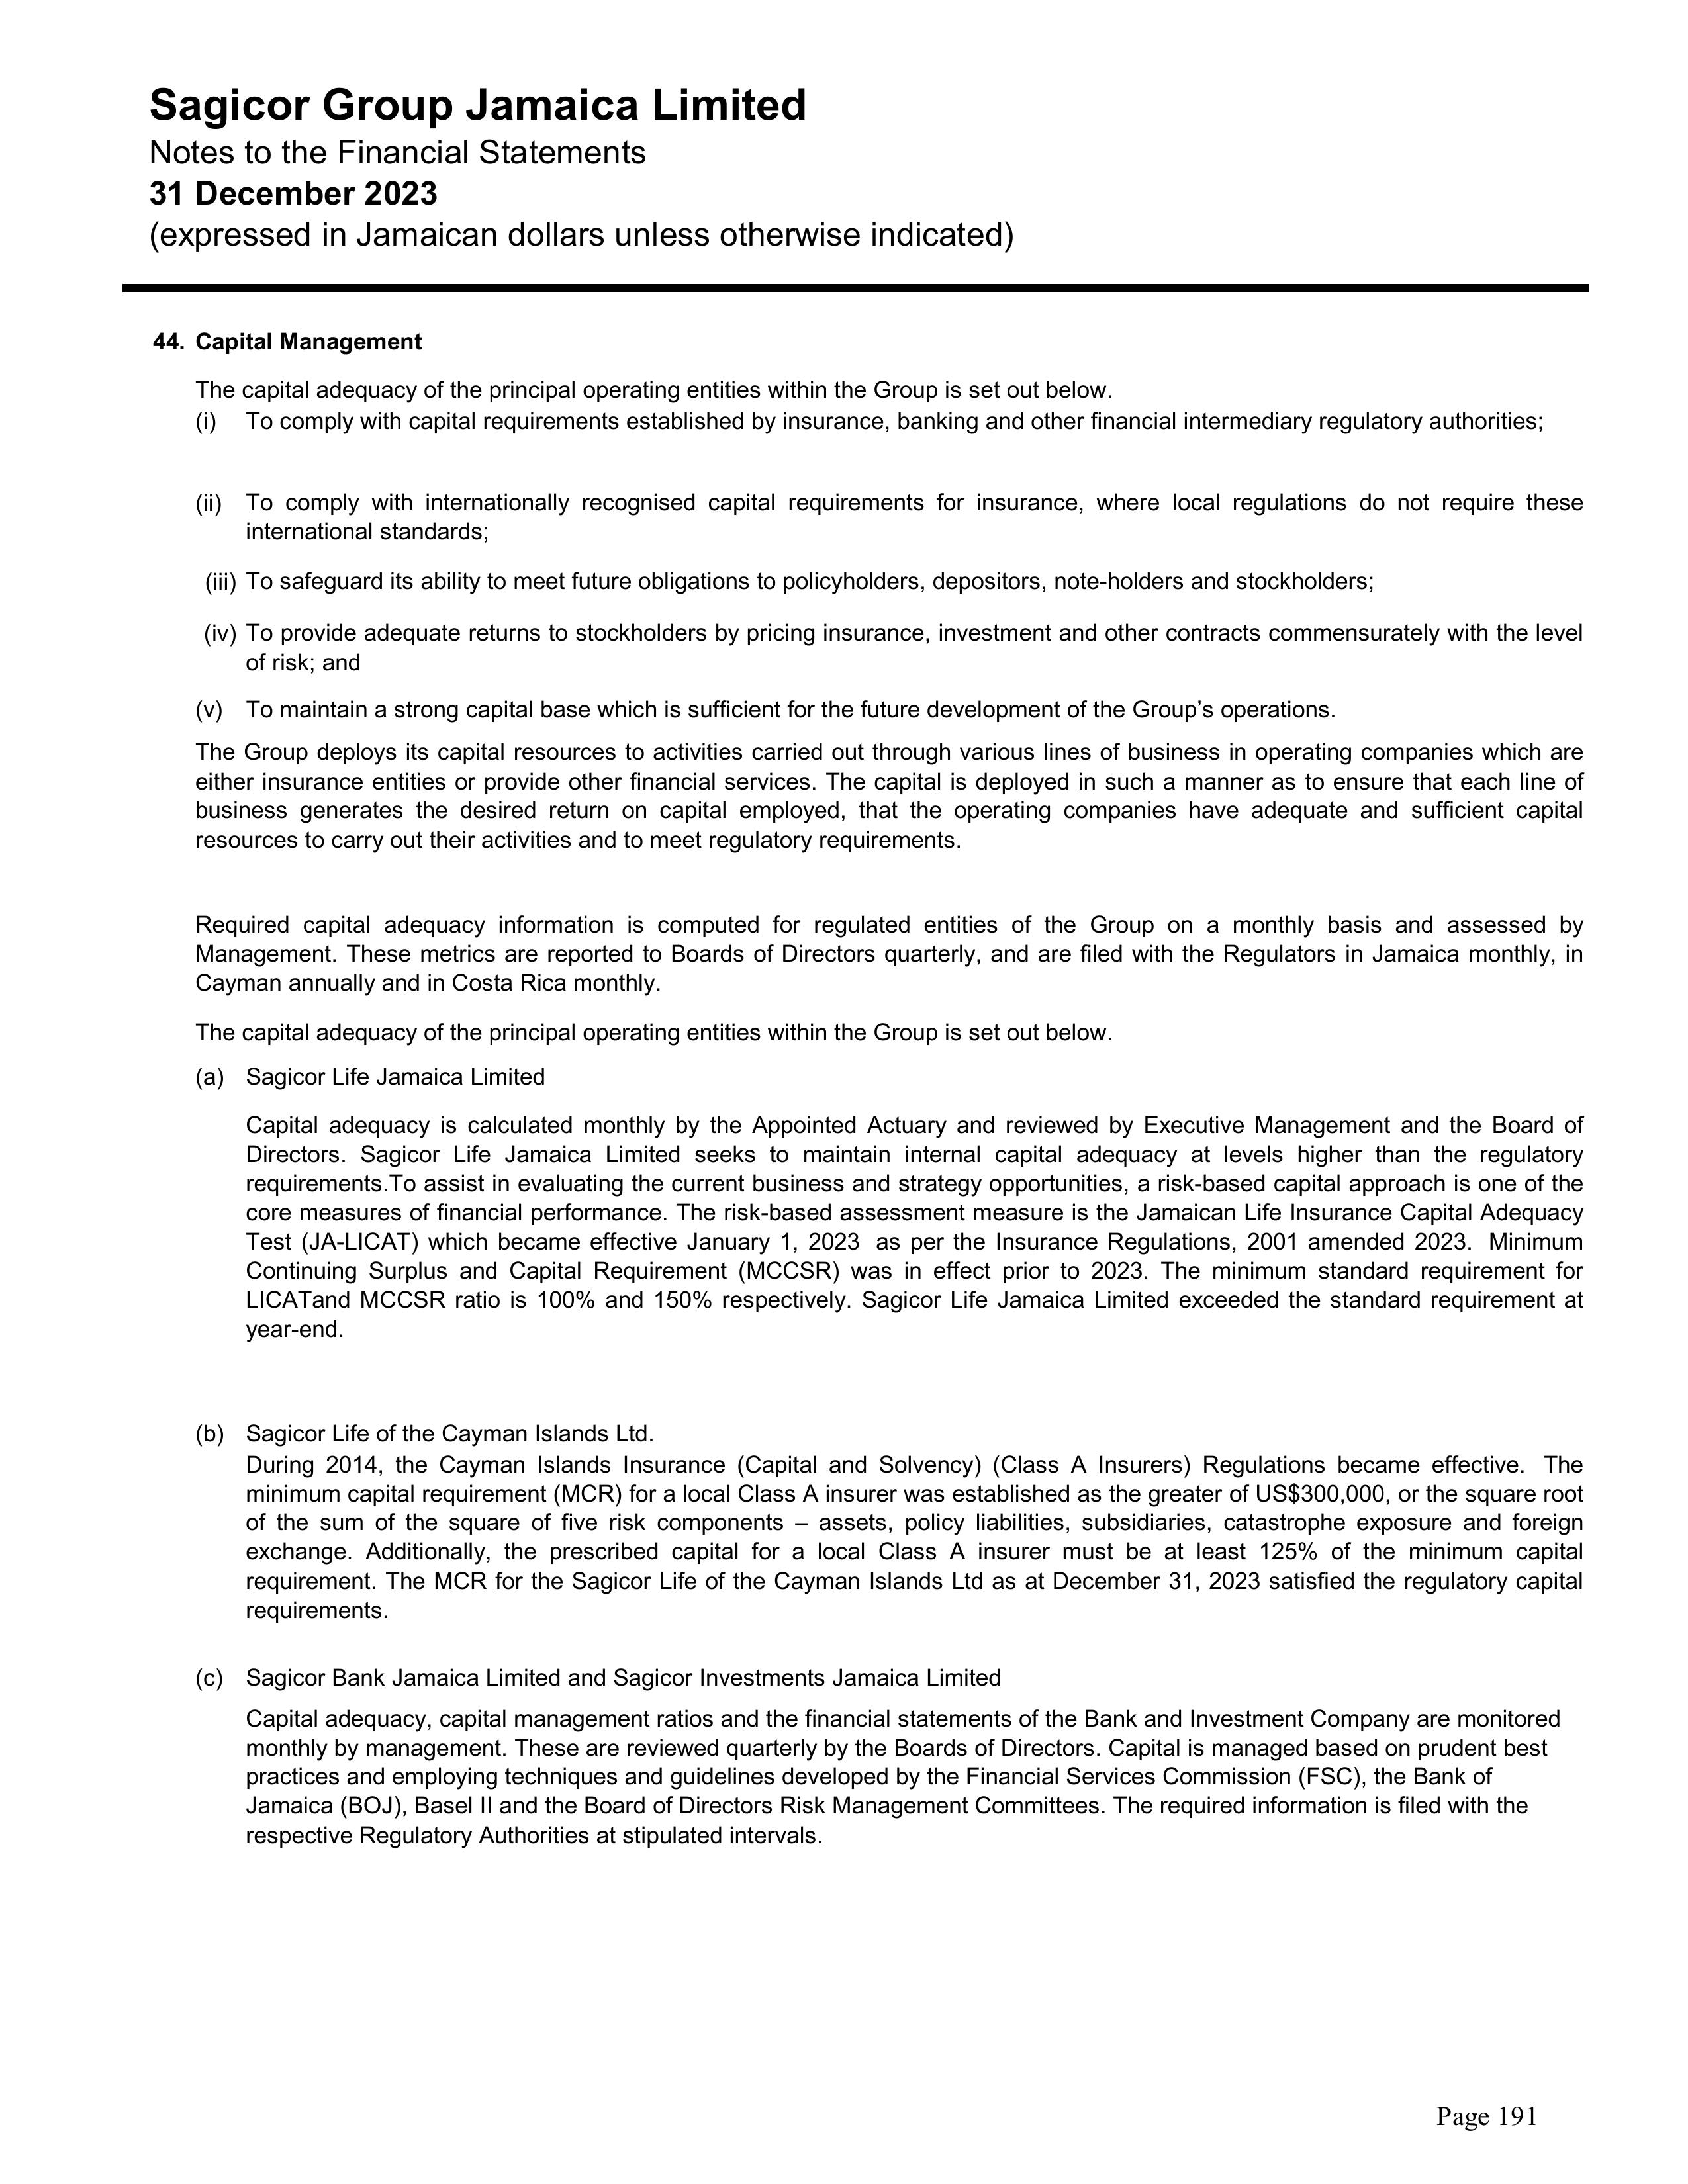 Sagicor Group Jamaica Limited
Notes to the Financial Statements
31 December 2023
(expressed in Jamaican dollars unless otherwise indicated)
44. Capital Management
The capital adequacy of the principal operating entities within the Group is set out below.
(i) To comply with capital requirements established by insurance, banking and other financial intermediary regulatory authorities;
(ii) To comply with internationally recognised capital requirements for insurance, where local regulations do not require these
international standards;
(iii) To safeguard its ability to meet future obligations to policyholders, depositors, note-holders and stockholders;
(iv) To provide adequate returns to stockholders by pricing insurance, investment and other contracts commensurately with the level
of risk; and
(v) To maintain a strong capital base which is sufficient for the future development of the Group’s operations.
The Group deploys its capital resources to activities carried out through various lines of business in operating companies which are
either insurance entities or provide other financial services. The capital is deployed in such a manner as to ensure that each line of
business generates the desired return on capital employed, that the operating companies have adequate and sufficient capital
resources to carry out their activities and to meet regulatory requirements.
Required capital adequacy information is computed for regulated entities of the Group on a monthly basis and assessed by
Management. These metrics are reported to Boards of Directors quarterly, and are filed with the Regulators in Jamaica monthly, in
Cayman annually and in Costa Rica monthly.
The capital adequacy of the principal operating entities within the Group is set out below.
(a) Sagicor Life Jamaica Limited
Capital adequacy is calculated monthly by the Appointed Actuary and reviewed by Executive Management and the Board of
Directors. Sagicor Life Jamaica Limited seeks to maintain internal capital adequacy at levels higher than the regulatory
requirements.To assist in evaluating the current business and strategy opportunities, a risk-based capital approach is one of the
core measures of financial performance. The risk-based assessment measure is the Jamaican Life Insurance Capital Adequacy
Test (JA-LICAT) which became effective January 1, 2023 as per the Insurance Regulations, 2001 amended 2023. Minimum
Continuing Surplus and Capital Requirement (MCCSR) was in effect prior to 2023. The minimum standard requirement for
LICATand MCCSR ratio is 100% and 150% respectively. Sagicor Life Jamaica Limited exceeded the standard requirement at
year-end.
(b) Sagicor Life of the Cayman Islands Ltd.
During 2014, the Cayman Islands Insurance (Capital and Solvency) (Class A Insurers) Regulations became effective. The
minimum capital requirement (MCR) for a local Class A insurer was established as the greater of US$300,000, or the square root
of the sum of the square of five risk components – assets, policy liabilities, subsidiaries, catastrophe exposure and foreign
exchange. Additionally, the prescribed capital for a local Class A insurer must be at least 125% of the minimum capital
requirement. The MCR for the Sagicor Life of the Cayman Islands Ltd as at December 31, 2023 satisfied the regulatory capital
requirements.
(c) Sagicor Bank Jamaica Limited and Sagicor Investments Jamaica Limited
Capital adequacy, capital management ratios and the financial statements of the Bank and Investment Company are monitored
monthly by management. These are reviewed quarterly by the Boards of Directors. Capital is managed based on prudent best
practices and employing techniques and guidelines developed by the Financial Services Commission (FSC), the Bank of
Jamaica (BOJ), Basel II and the Board of Directors Risk Management Committees. The required information is filed with the
respective Regulatory Authorities at stipulated intervals.
Page 191